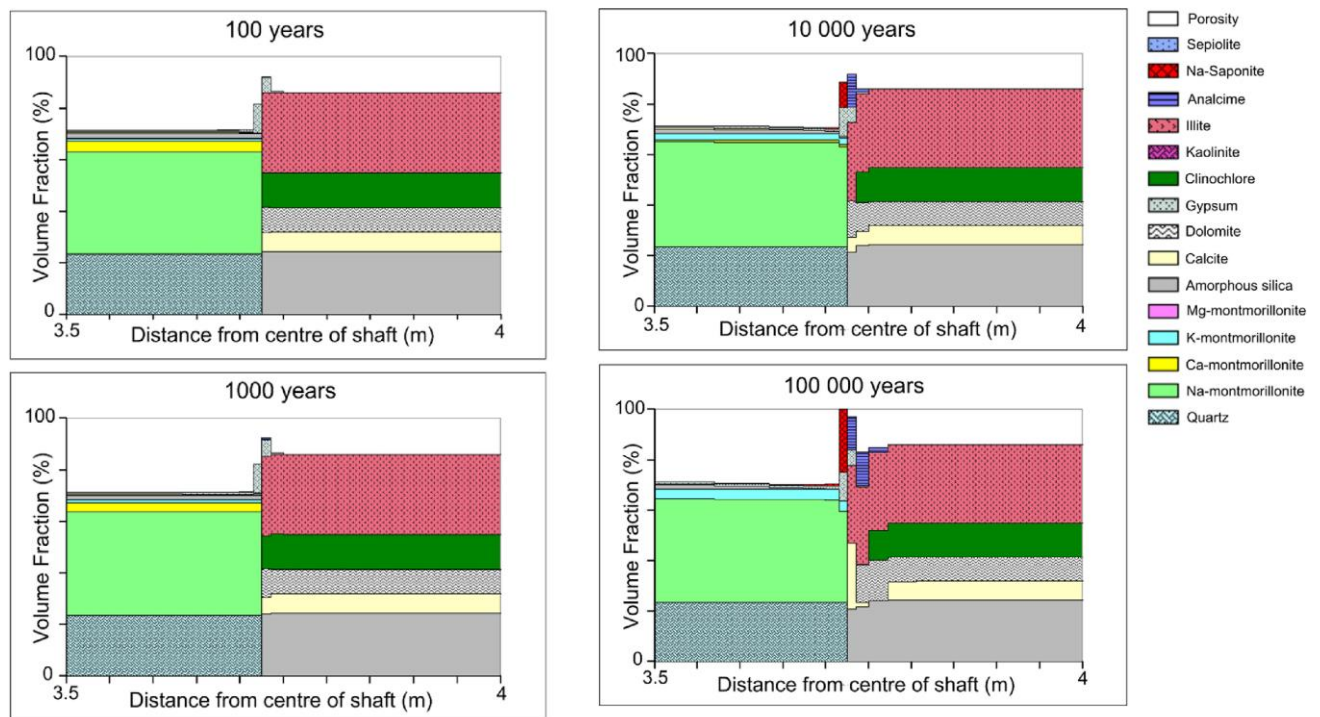 100 years
100
Volume Fraction (%)
0
3.5
Distance from centre of shaft (m)
4
10 000 years
100
Volume Fraction (%)
0
3.5
Distance from centre of shaft (m)
4
1000 years
100
Volume Fraction (%)
0
3.5
Distance from centre of shaft (m)
4
100 000 years
100
Volume Fraction (%)
0
3.5
Distance from centre of shaft (m)
4
Porosity
Sepiolite
Na-Saponite
Analcime
Illite
Kaolinite
Clinochlore
Gypsum
Dolomite
Calcite
Amorphous silica
Mg-montmorillonite
K-montmorillonite
Ca-montmorillonite
Na-montmorillonite
Quartz